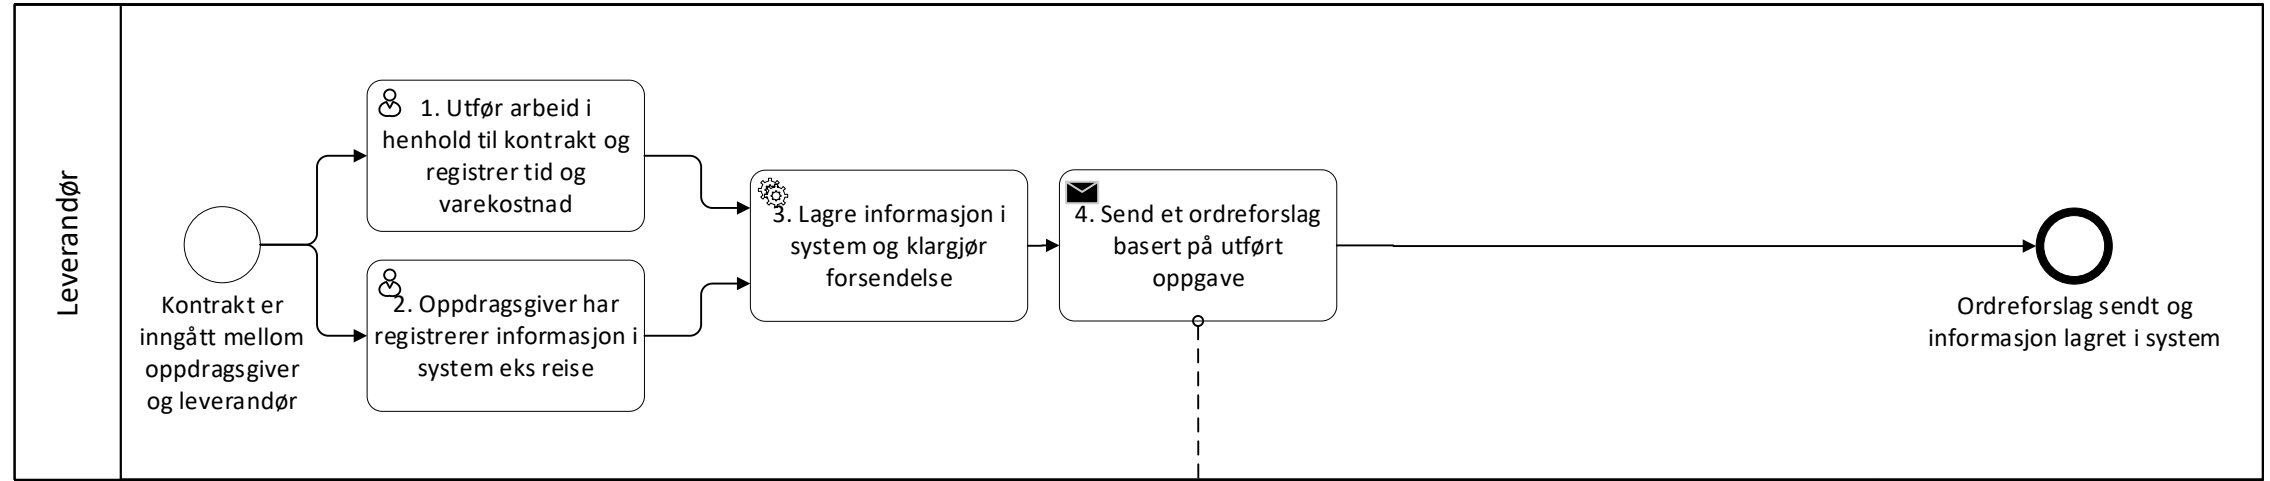 Leverandør
Kontrakt er
inngått mellom
oppdragsgiver
og leverandør
1. Utfør arbeid i
henhold til kontrakt og
registrer tid og
varekostnad
2. Oppdragsgiver har
registrerer informasjon i
system eks reise
3. Lagre informasjon i
system og klargjør
forsendelse
4. Send et ordreforslag
basert på utført
oppgave
Ordreforslag sendt og
informasjon lagret i system